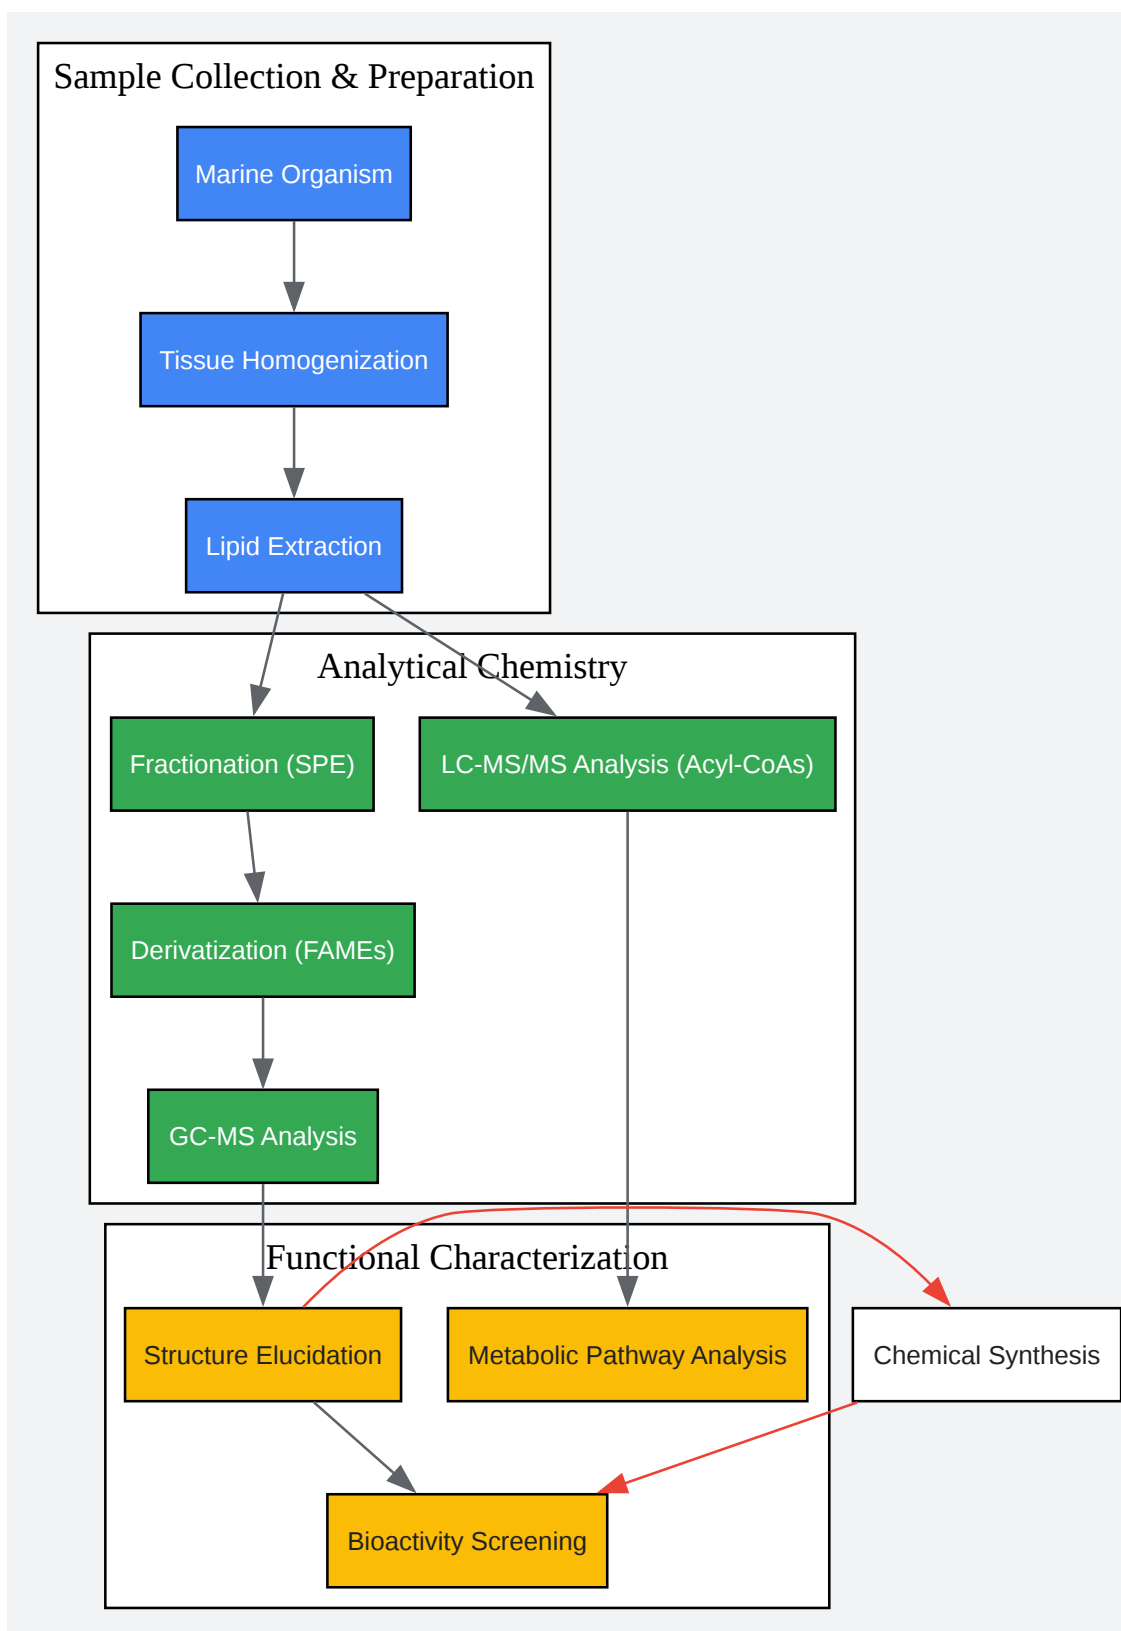 Sample Collection & Preparation
Marine Organism
Tissue Homogenization
Lipid Extraction
Analytical Chemistry
Fractionation (SPE)
LC-MS/MS Analysis (Acyl-CoAs)
Derivatization (FAMEs)
GC-MS Analysis
Functional Characterization
Structure Elucidation
Metabolic Pathway Analysis
Chemical Synthesis
Bioactivity Screening